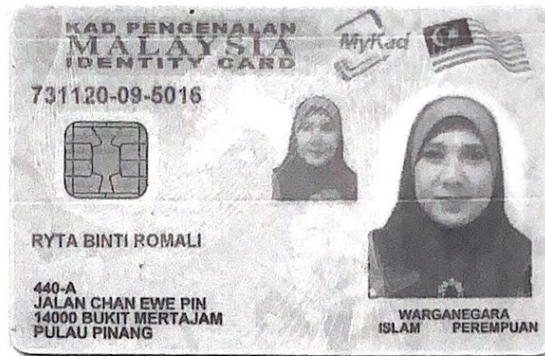 KAD PENGENALAN
MALAYSIA
IDENTITY CARD
MyKad
731120-09-5016
RYTA BINTI ROMALI
440-A
JALAN CHAN EWE PIN
14000 BUKIT MERTAJAM
PULAU PINANG
WARGANEGARA
ISLAM PEREMPUAN